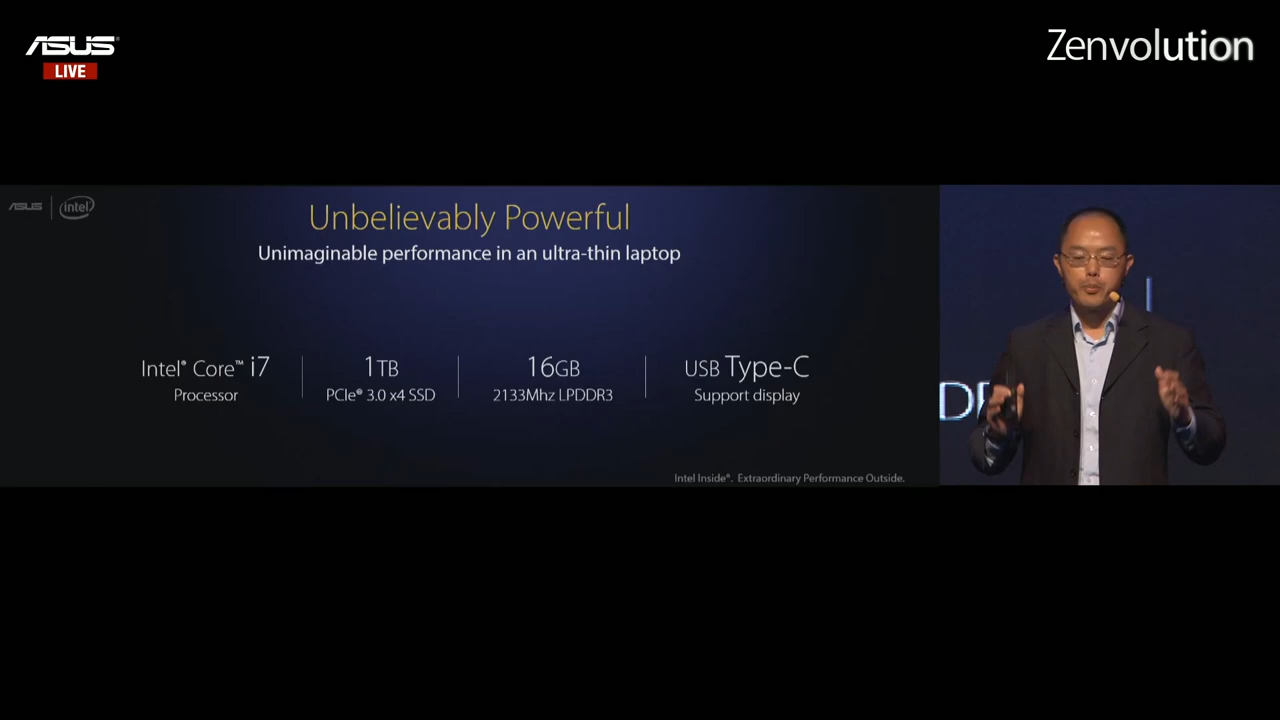 ASUS
LIVE
Zenvolution
ASUS
intel
Unbelievably Powerful
Unimaginable performance in an ultra-thin laptop
Intel® Core™ i7
Processor
1TB
PCIe® 3.0 x4 SSD
16GB
2133Mhz LPDDR3
USB Type-C
Support display
Intel Inside®. Extraordinary Performance Outside.